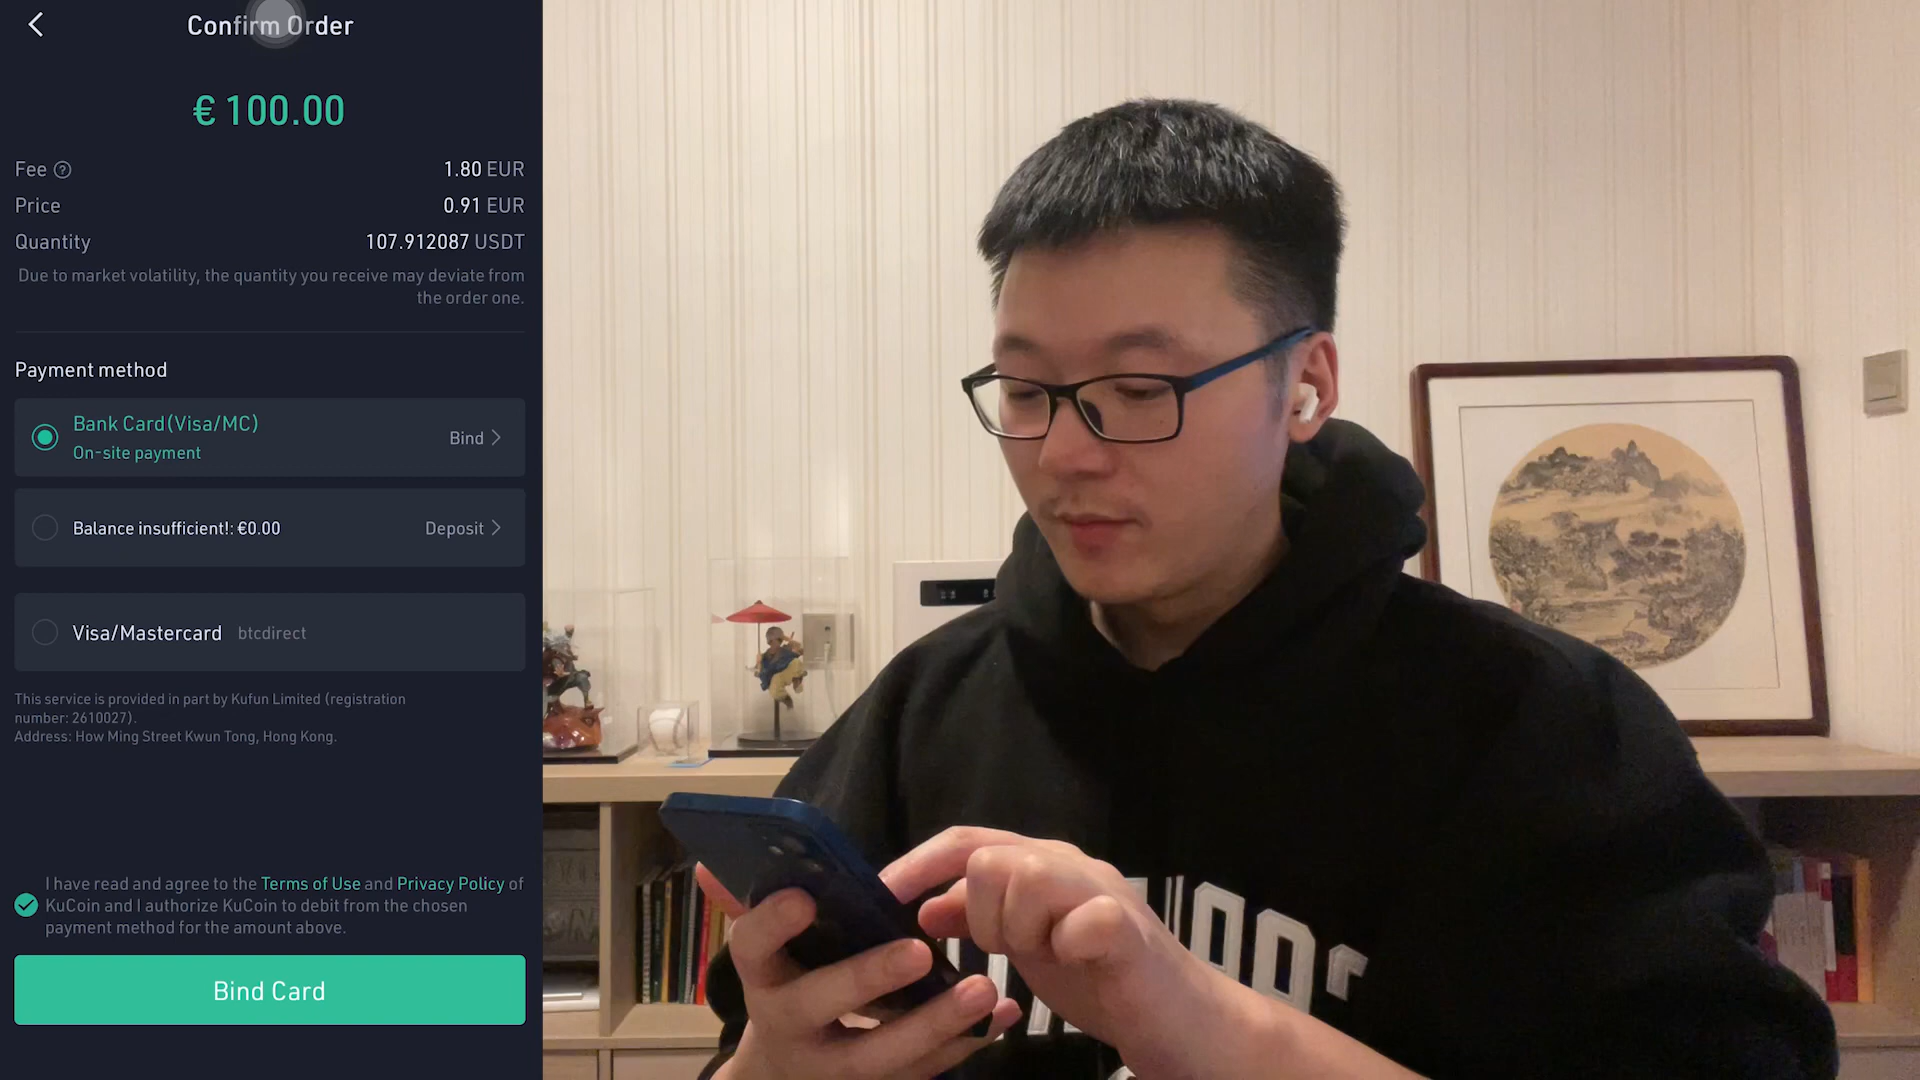 Confirm Order
€ 100.00
Fee
1.80 EUR
Price
0.91 EUR
Quantity
107.912087 USDT
Due to market volatility, the quantity you receive may deviate from
the order one.
Payment method
Bank Card(Visa/MC)
On-site payment
Bind
Balance insufficient!: €0.00
Deposit
Visa/Mastercard btcdirect
This service is provided in part by Kufun Limited (registration
number: 2610027).
Address: How Ming Street Kwun Tong, Hong Kong.
I have read and agree to the Terms of Use and Privacy Policy of
KuCoin and I authorize KuCoin to debit from the chosen
payment method for the amount above.
Bind Card